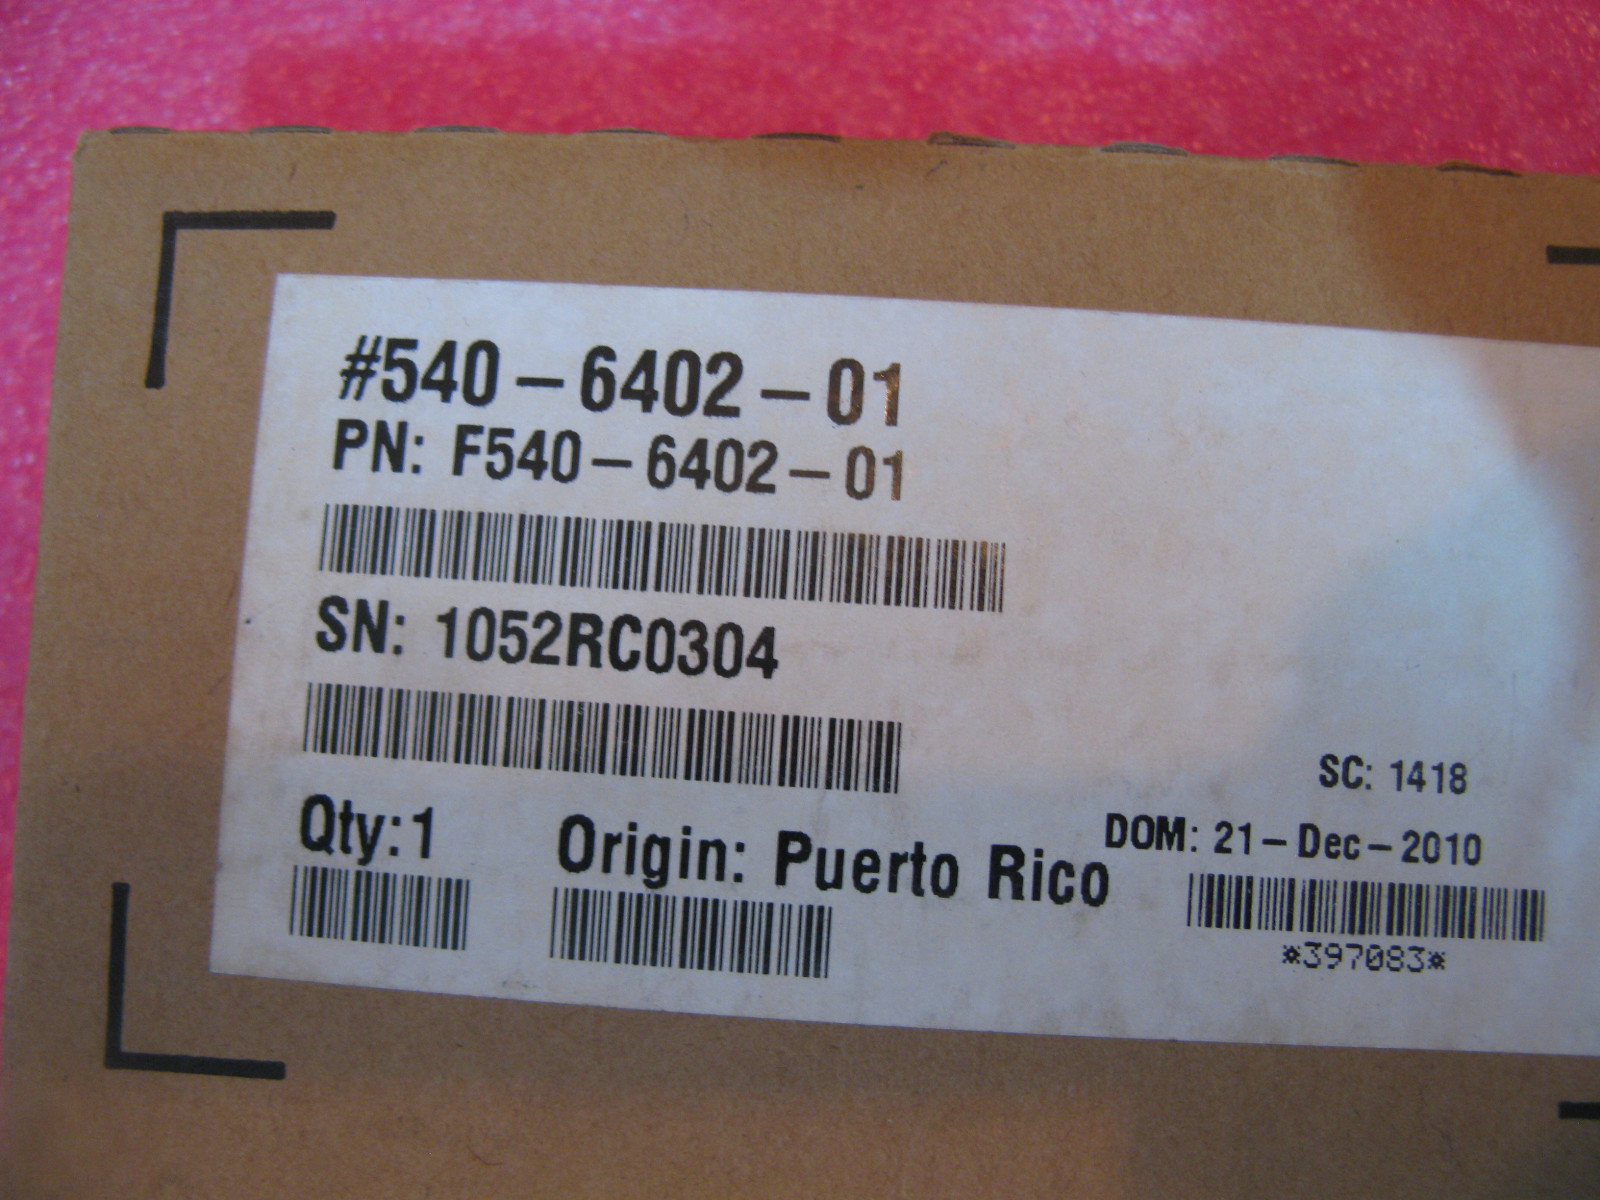 #540-6402-01
PN: F540-6402-01
SN: 1052RC0304
SC: 1418
Qty:1
Origin: Puerto Rico
DOM: 21-Dec-2010
*397083*